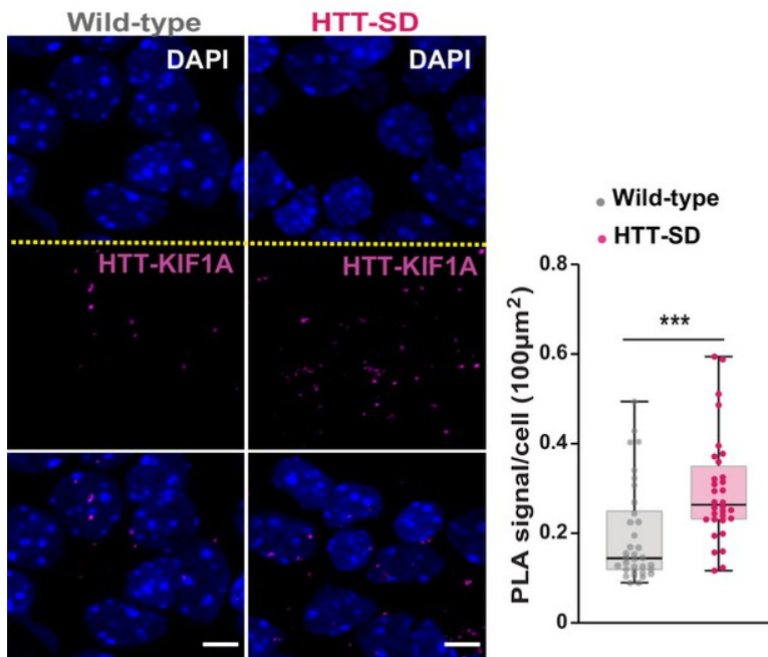 Wild-type
HTT-SD
DAPI
DAPI
HTT-KIF1A
HTT-KIF1A
Wild-type
HTT-SD
PLA signal/cell (100µm²)
0.8
0.6
0.4
0.2
0
***